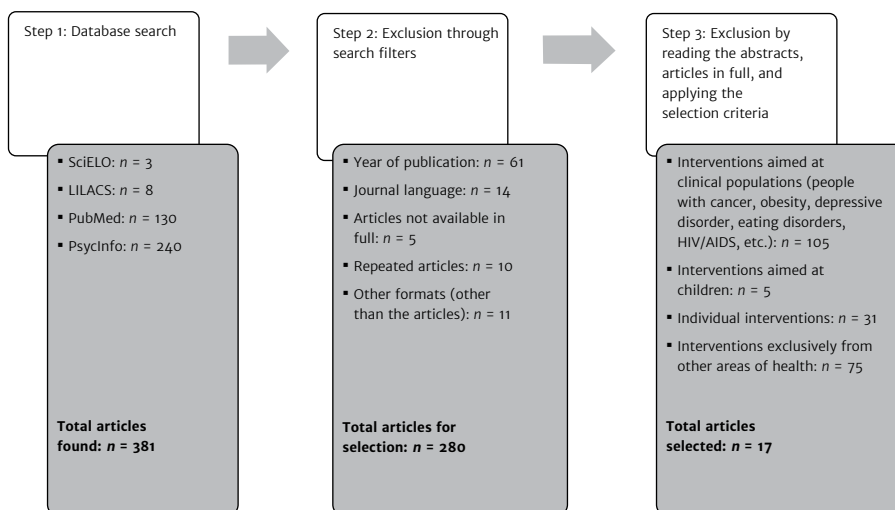 Step 1: Database search
▪ SciELO: n = 3
▪ LILACS: n = 8
▪ PubMed: n = 130
▪ PsycInfo: n = 240
Total articles
found: n = 381
Step 2: Exclusion through
search filters
▪ Year of publication: n = 61
▪ Journal language: n = 14
▪ Articles not available in
full: n = 5
▪ Repeated articles: n = 10
▪ Other formats (other
than the articles): n = 11
Total articles for
selection: n = 280
Step 3: Exclusion by
reading the abstracts,
articles in full, and
applying the
selection criteria
▪ Interventions aimed at
clinical populations (people
with cancer, obesity, depressive
disorder, eating disorders,
HIV/AIDS, etc.): n = 105
▪ Interventions aimed at
children: n = 5
▪ Individual interventions: n = 31
▪ Interventions exclusively from
other areas of health: n = 75
Total articles
selected: n = 17